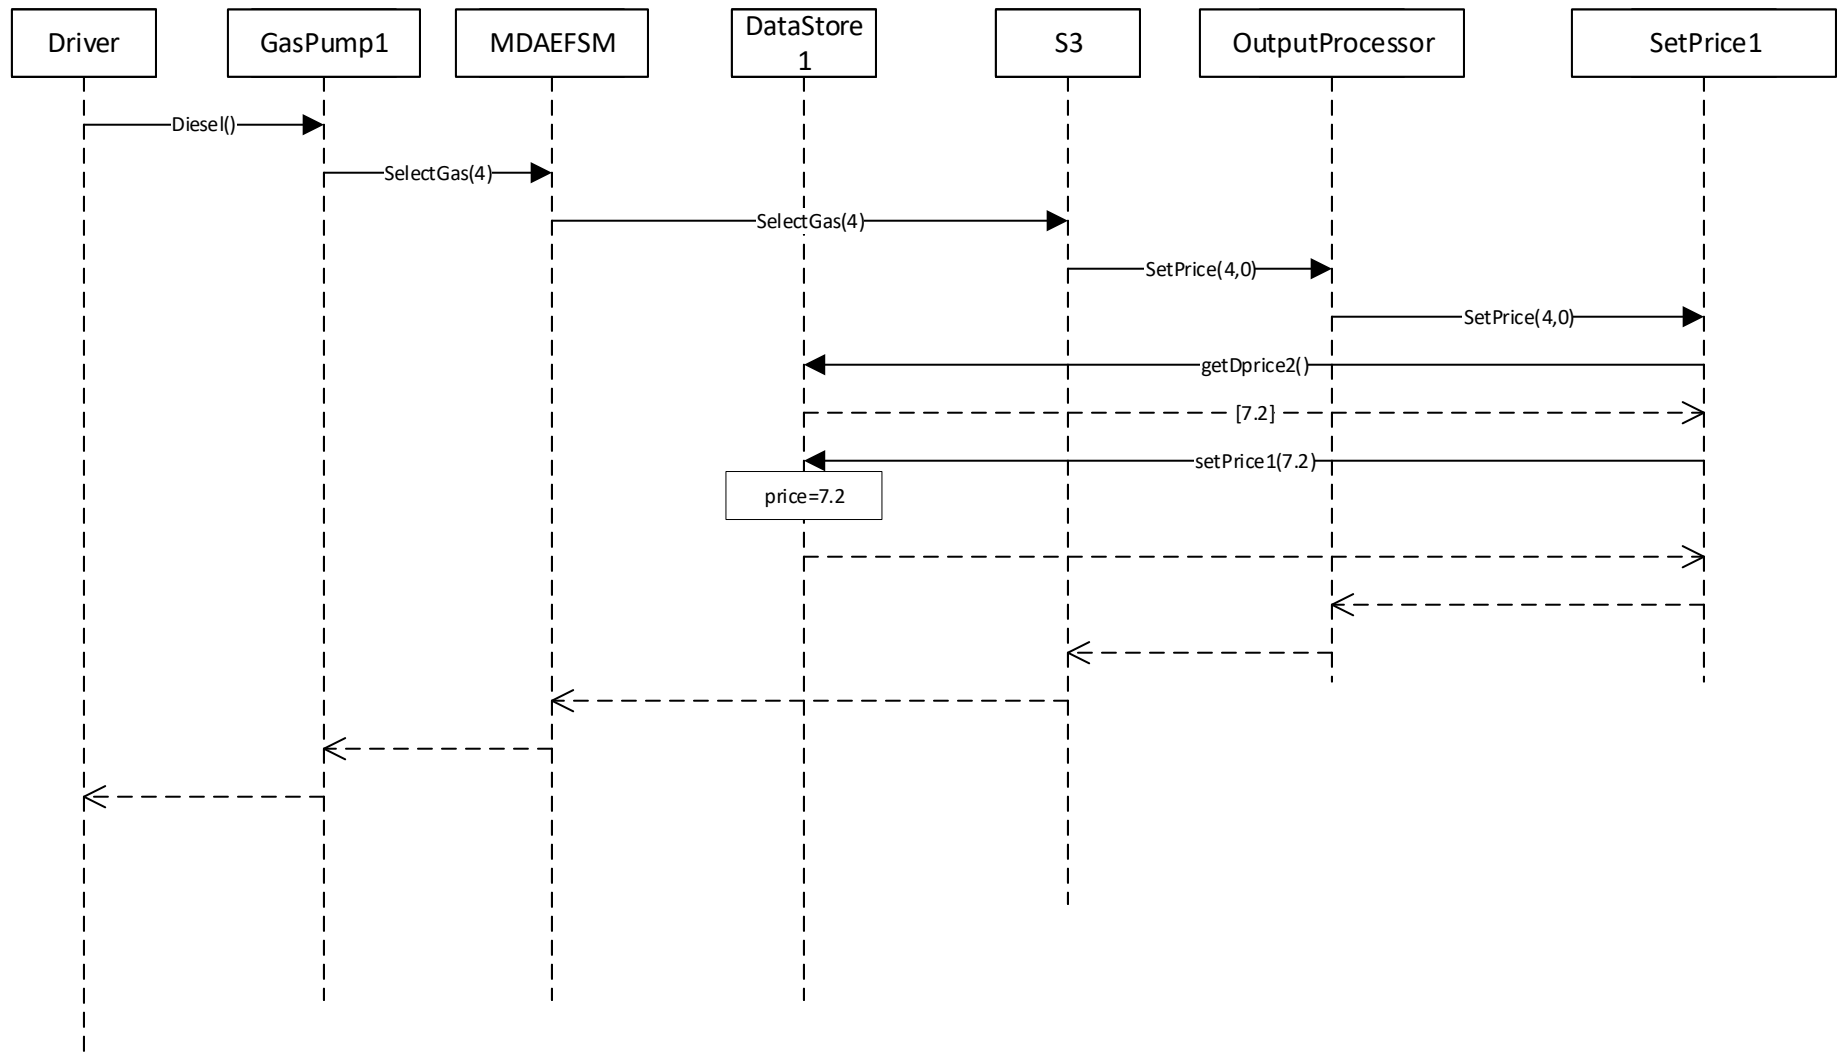 Driver
GasPump1
MDAEFSM
DataStore
1
S3
OutputProcessor
SetPrice1
Diesel()
SelectGas(4)
SelectGas(4)
SetPrice(4,0)
SetPrice(4,0)
getDprice2()
[7.2]
setPrice1(7.2)
price=7.2